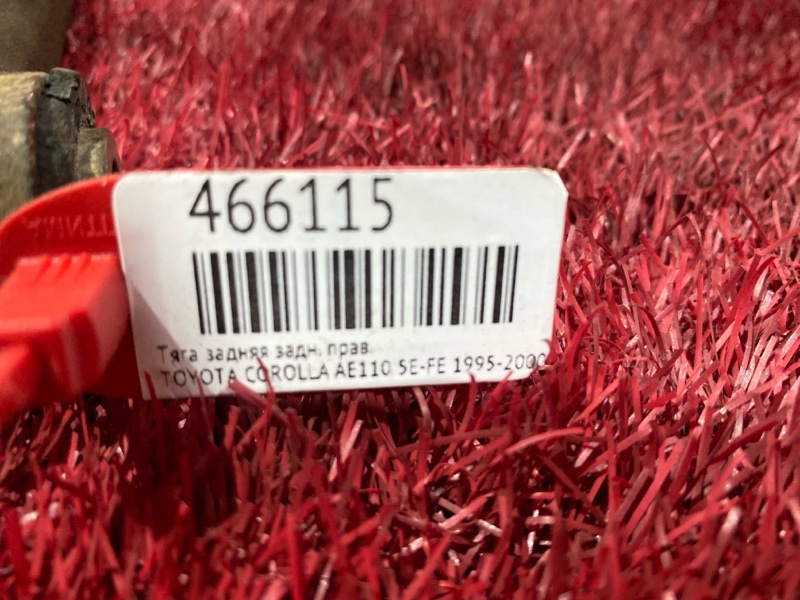 466115
Тяга задняя задн. прав.
TOYOTA COROLLA AE110 5E-FE 1995-2000